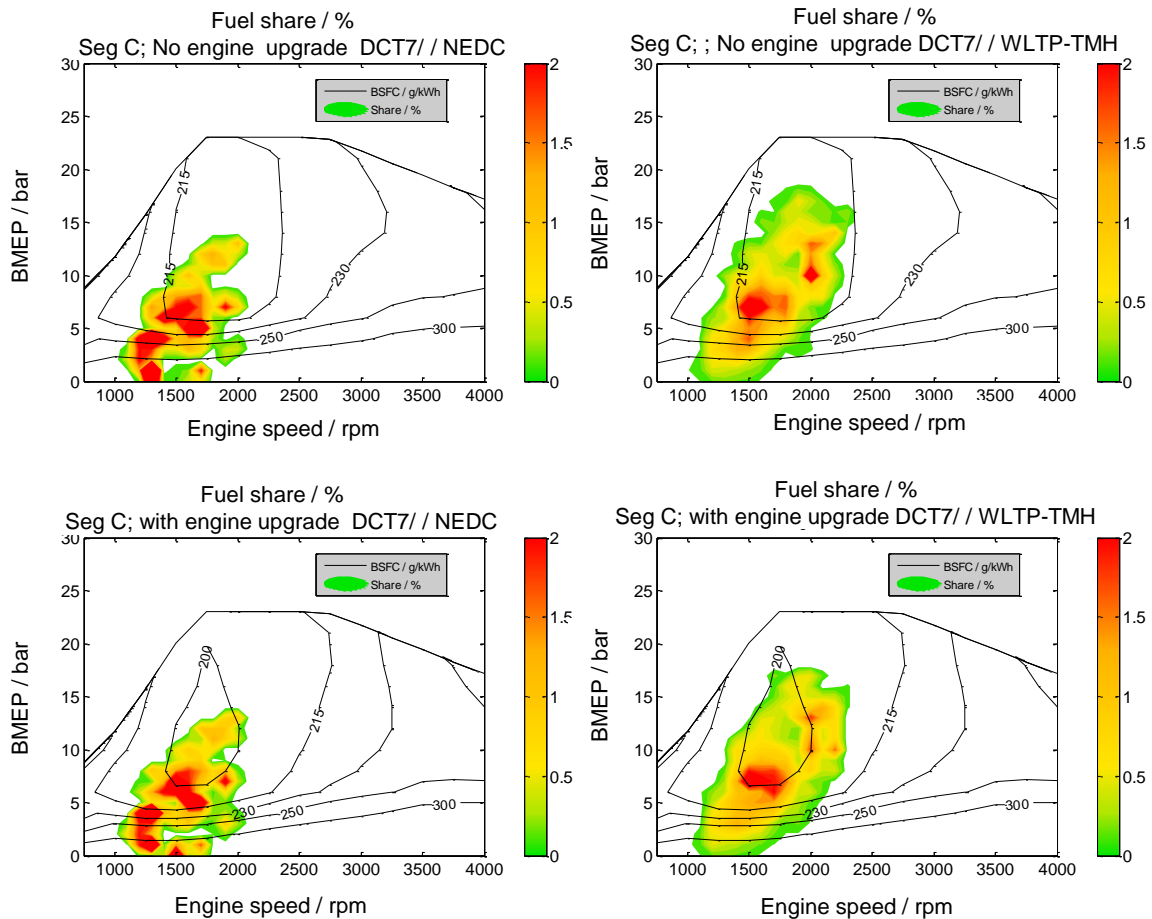 Fuel share / %
Seg C; No engine upgrade DCT7/ / NEDC
30
25
20
15
10
5
0
BMEP / bar
BSFC / g/kWh
Share / %
215
215
230
250
300
1000 1500 2000 2500 3000 3500 4000
Engine speed / rpm
2
1.5
1
0.5
0
Fuel share / %
Seg C; ; No engine upgrade DCT7/ / WLTP-TMH
30
25
20
15
10
5
0
BMEP / bar
BSFC / g/kWh
Share / %
215
215
230
250
300
1000 1500 2000 2500 3000 3500 4000
Engine speed / rpm
2
1.5
1
0.5
0
Fuel share / %
Seg C; with engine upgrade DCT7/ / NEDC
30
25
20
15
10
5
0
BMEP / bar
BSFC / g/kWh
Share / %
200
215
230
250
300
1000 1500 2000 2500 3000 3500 4000
Engine speed / rpm
2
1.5
1
0.5
0
Fuel share / %
Seg C; with engine upgrade DCT7/ / WLTP-TMH
30
25
20
15
10
5
0
BMEP / bar
BSFC / g/kWh
Share / %
200
215
230
250
300
1000 1500 2000 2500 3000 3500 4000
Engine speed / rpm
2
1.5
1
0.5
0